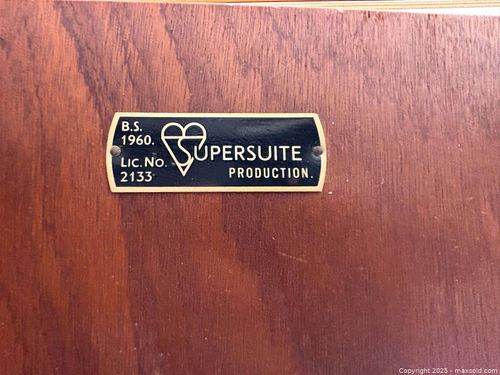 B.S.
1960.
LIC. NO.
2133
SUPERSUITE
PRODUCTION.
Copyright 2025 - maxsold.com